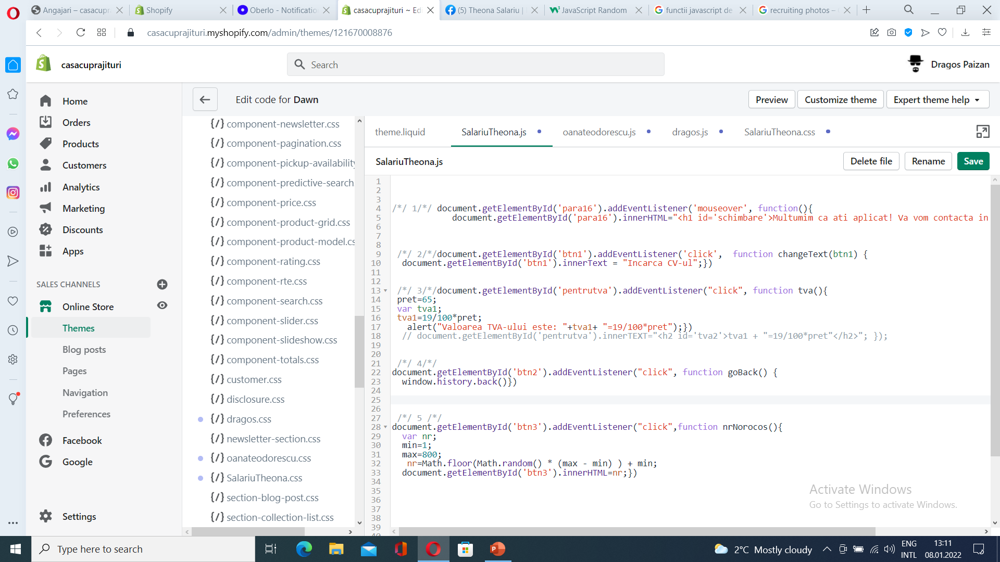 Angajari – casacupra
Shopify
Oberlo - Notificatio
casacuprajituri ~ Ed
(5) Theona Salariu |
JavaScript Random
functii javascript de
recruiting photos –
casacuprajituri.myshopify.com/admin/themes/121670008876
casacuprajituri
Search
Dragos Paizan
Home
Orders
Products
Customers
Analytics
Marketing
Discounts
Apps
SALES CHANNELS
Online Store
Themes
Blog posts
Pages
Navigation
Preferences
Facebook
Google
Settings
Edit code for Dawn
Preview
Customize theme
Expert theme help
{/} component-newsletter.css
{/} component-pagination.css
{/} component-pickup-availability
{/} component-predictive-search.
{/} component-price.css
{/} component-product-grid.css
{/} component-product-model.cs
{/} component-rating.css
{/} component-rte.css
{/} component-search.css
{/} component-slider.css
{/} component-slideshow.css
{/} component-totals.css
{/} customer.css
{/} disclosure.css
{/} dragos.css
{/} newsletter-section.css
{/} oanateodorescu.css
{/} SalariuTheona.css
{/} section-blog-post.css
{/} section-collection-list.css
theme.liquid
SalariuTheona.js
oanateodorescu.js
dragos.js
SalariuTheona.css
SalariuTheona.js
Delete file
Rename
Save
1
2
3
4 /*/ 1/*/ document.getElementById('para16').addEventListener('mouseover', function(){
5 document.getElementById('para16').innerHTML="<h1 id='schimbare'>Multumim ca ati aplicat! Va vom contacta in
6
7
8
9 /*/ 2/*/document.getElementById('btn1').addEventListener('click', function changeText(btn1) {
10 document.getElementById('btn1').innerText = "Incarca CV-ul";})
11
12
13 /*/ 3/*/document.getElementById('pentrutva').addEventListener("click", function tva(){
14 pret=65;
15 var tva1;
16 tva1=19/100*pret;
17 alert("Valoarea TVA-ului este: "+tva1+ "=19/100*pret");})
18 // document.getElementById('pentrutva').innerTEXT="<h2 id='tva2'>tva1 + "=19/100*pret"</h2>"; });
19
20
21 /*/ 4/*/
22 document.getElementById('btn2').addEventListener("click", function goBack() {
23 window.history.back()})
24
25
26
27 /*/ 5 /*/
28 document.getElementById('btn3').addEventListener("click",function nrNorocos(){
29 var nr;
30 min=1;
31 max=800;
32 nr=Math.floor(Math.random() * (max - min) ) + min;
33 document.getElementById('btn3').innerHTML=nr;})
34
35
36
37
38
39
40
Activate Windows
Go to Settings to activate Windows.
Type here to search
2°C Mostly cloudy
ENG
INTL
13:11
08.01.2022